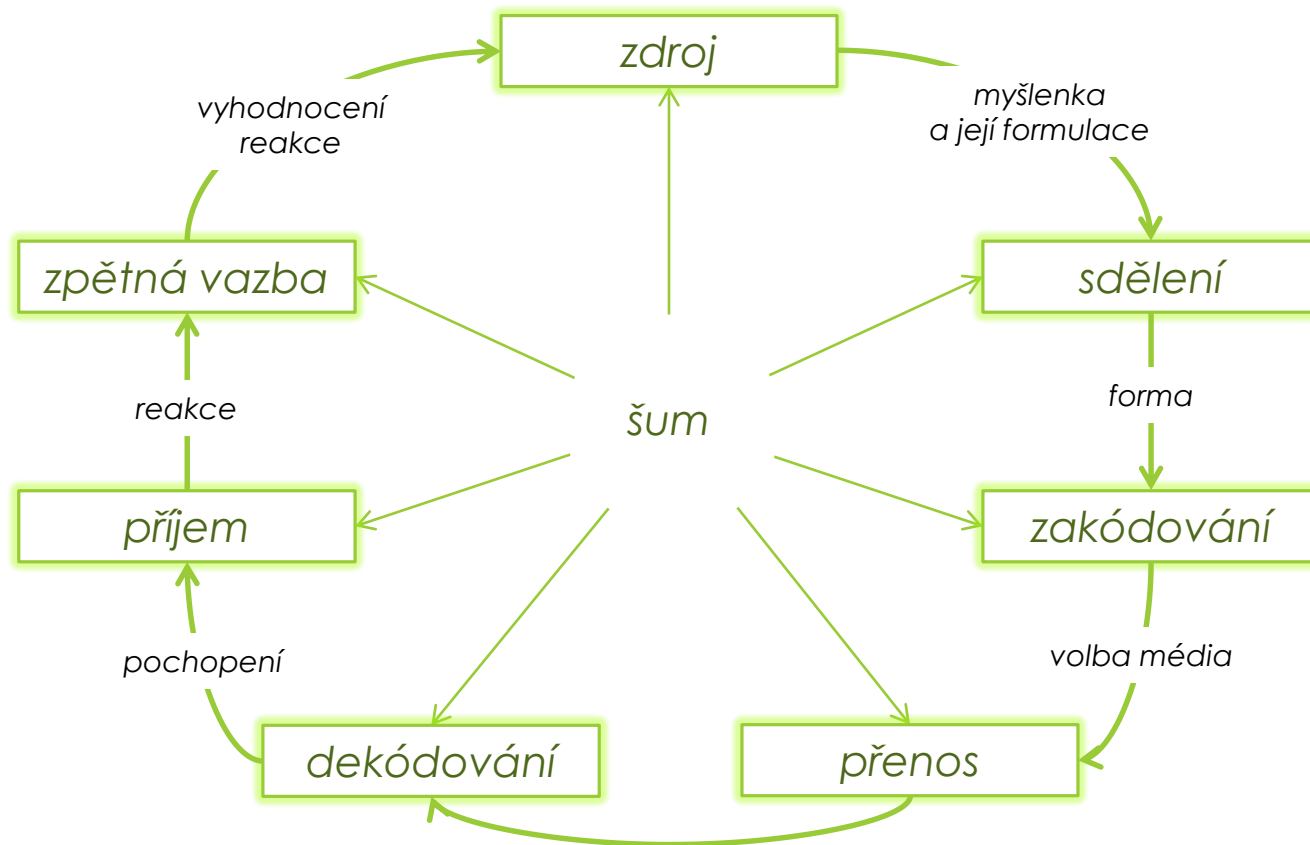 zdroj
vyhodnocení
reakce
myšlenka
a její formulace
zpětná vazba
sdělení
reakce
šum
forma
příjem
zakódování
pochopení
volba média
dekódování
přenos